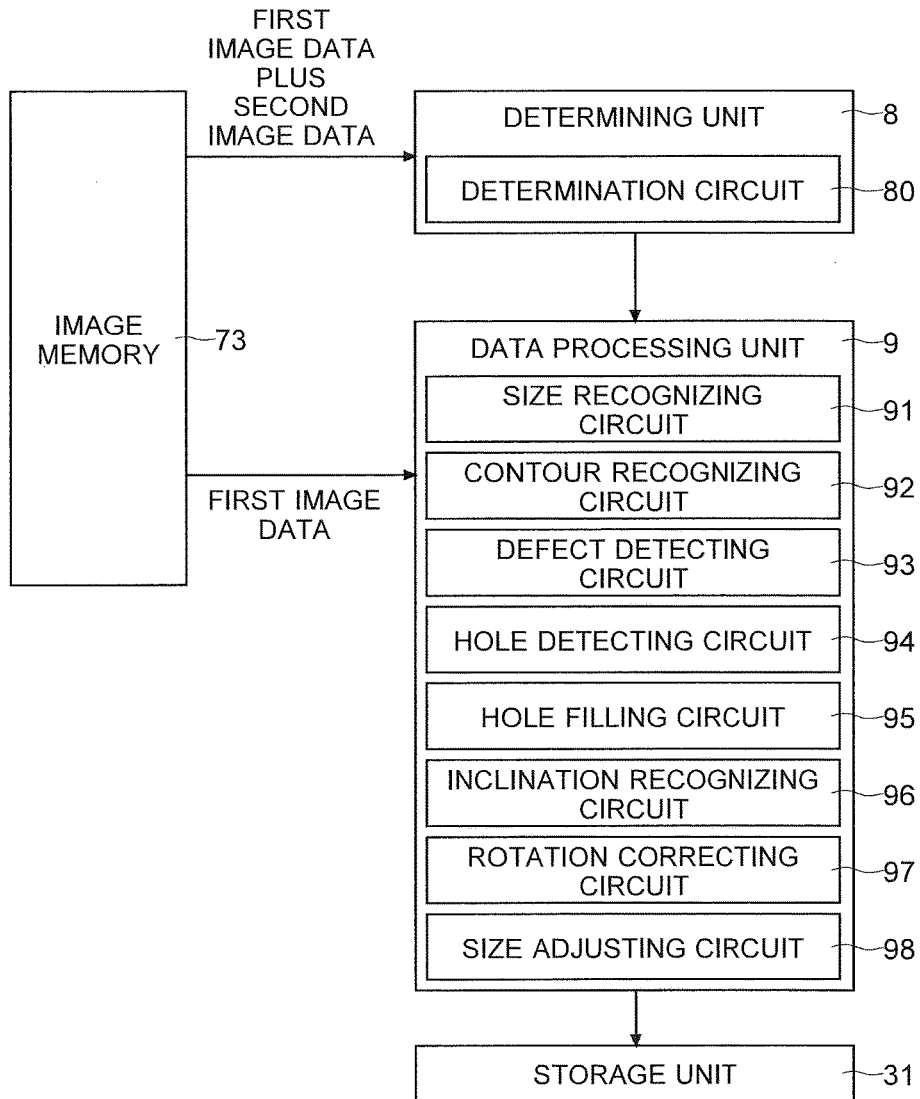 FIRST
IMAGE DATA
PLUS
SECOND
IMAGE DATA
DETERMINING UNIT
8
DETERMINATION CIRCUIT
80
IMAGE
MEMORY
73
DATA PROCESSING UNIT
9
SIZE RECOGNIZING
CIRCUIT
91
FIRST IMAGE
DATA
CONTOUR RECOGNIZING
CIRCUIT
92
DEFECT DETECTING
CIRCUIT
93
HOLE DETECTING CIRCUIT
94
HOLE FILLING CIRCUIT
95
INCLINATION RECOGNIZING
CIRCUIT
96
ROTATION CORRECTING
CIRCUIT
97
SIZE ADJUSTING CIRCUIT
98
STORAGE UNIT
31